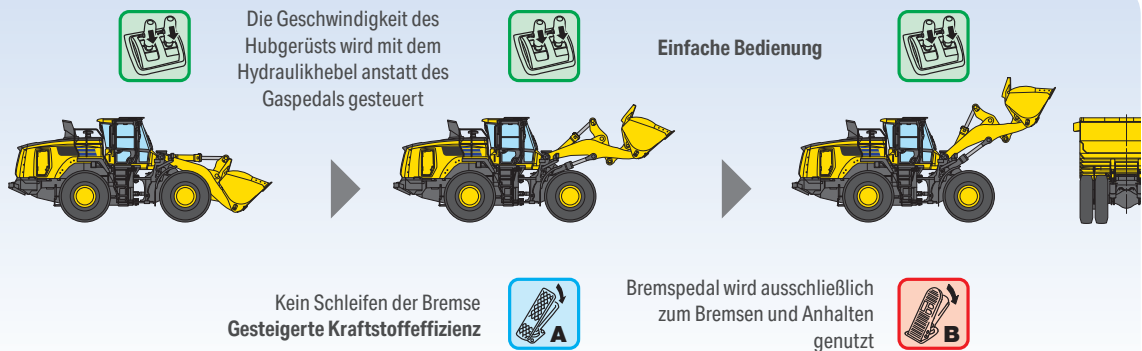 Die Geschwindigkeit des
Hubgerüsts wird mit dem
Hydraulikhebel anstatt des
Gaspedals gesteuert
Einfache Bedienung
Kein Schleifen der Bremse
Gesteigerte Kraftstoffeffizienz
A
Bremspedal wird ausschließlich
zum Bremsen und Anhalten
genutzt
B